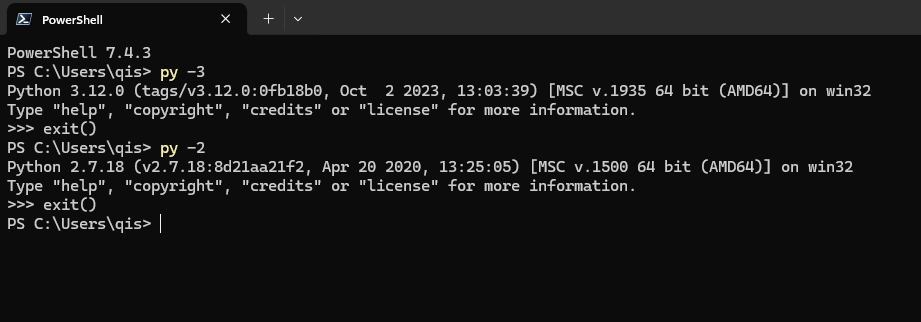 PowerShell
PowerShell 7.4.3
PS C:\Users\qis> py -3
Python 3.12.0 (tags/v3.12.0:0fb18b0, Oct  2 2023, 13:03:39) [MSC v.1935 64 bit (AMD64)] on win32
Type "help", "copyright", "credits" or "license" for more information.
>>> exit()
PS C:\Users\qis> py -2
Python 2.7.18 (v2.7.18:8d21aa21f2, Apr 20 2020, 13:25:05) [MSC v.1500 64 bit (AMD64)] on win32
Type "help", "copyright", "credits" or "license" for more information.
>>> exit()
PS C:\Users\qis>